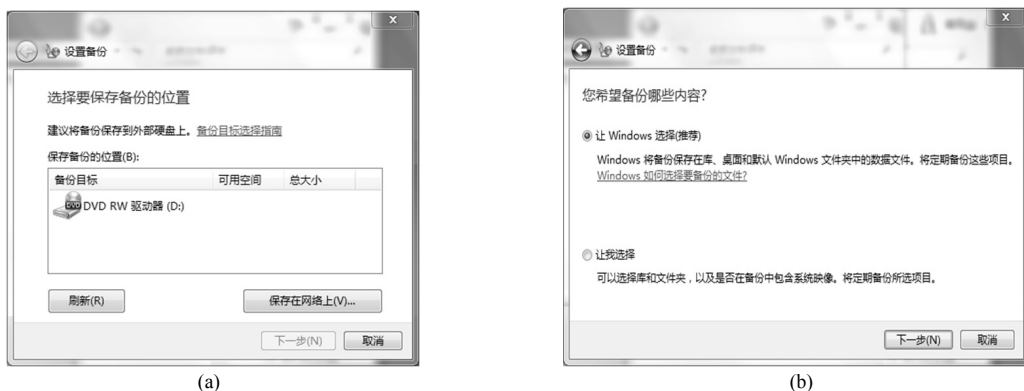 设置备份
选择要保存备份的位置
建议将备份保存到外部硬盘上。备份目标选择指南
保存备份的位置(B):
备份目标 可用空间 总大小
DVD RW 驱动器 (D:)
刷新(R) 保存在网络上(V)...
下一步(N) 取消
(a)
设置备份
您希望备份哪些内容?
让 Windows 选择(推荐)
Windows 将备份保存在库、桌面和默认 Windows 文件夹中的数据文件。将定期备份这些项目。
Windows 如何选择要备份的文件?
让我选择
可以选择库和文件夹，以及是否在备份中包含系统映像。将定期备份所选项目。
下一步(N) 取消
(b)